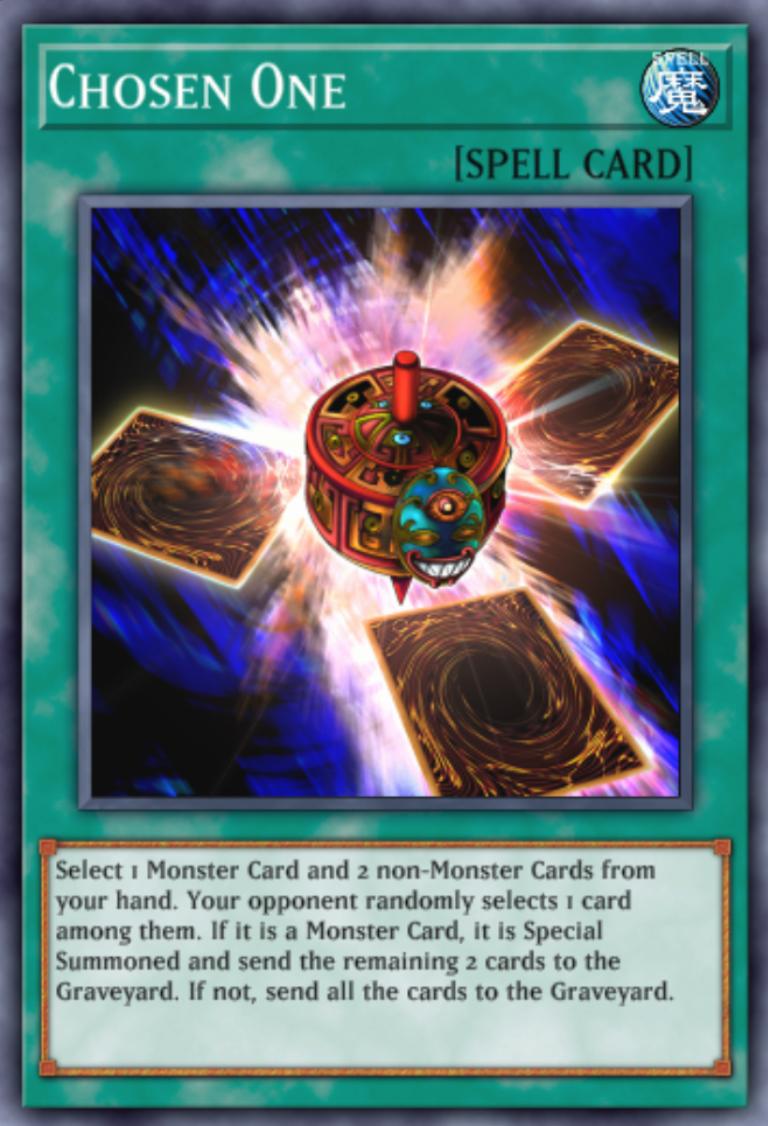 CHOSEN ONE
SPELL
魔
[SPELL CARD]
Select 1 Monster Card and 2 non-Monster Cards from
your hand. Your opponent randomly selects 1 card
among them. If it is a Monster Card, it is Special
Summoned and send the remaining 2 cards to the
Graveyard. If not, send all the cards to the Graveyard.